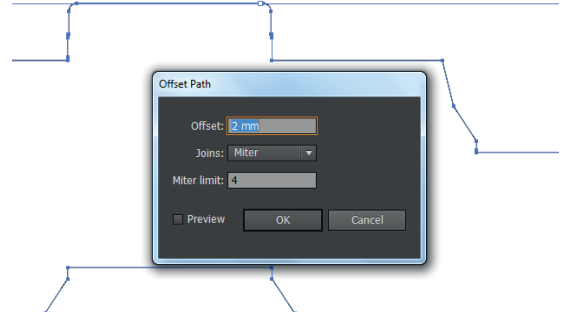 Offset Path
Offset: 2 mm
Joins: Miter
Miter limit: 4
Preview OK Cancel